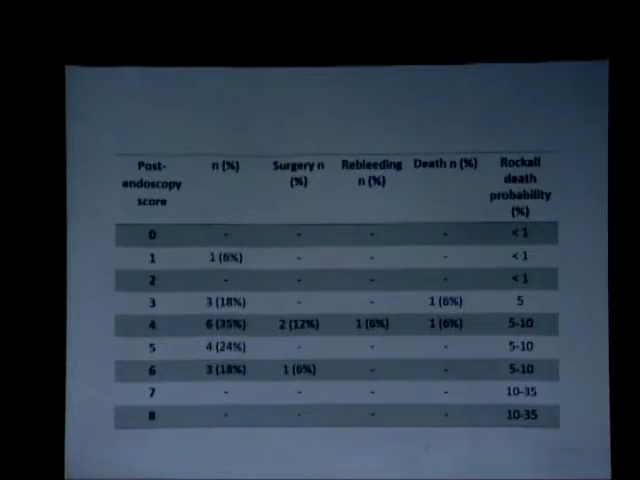 Post-endoscopy score n (%) Surgery n (%) Rebleeding n (%) Death n (%) Rockall death probability (%)
0 - - - - < 1
1 1 (6%) - - - < 1
2 - - - - < 1
3 3 (18%) - - 1 (6%) 5
4 6 (35%) 2 (12%) 1 (6%) 1 (6%) 5-10
5 4 (24%) - - - 5-10
6 3 (18%) 1 (6%) - - 5-10
7 - - - - 10-35
8 - - - - 10-35